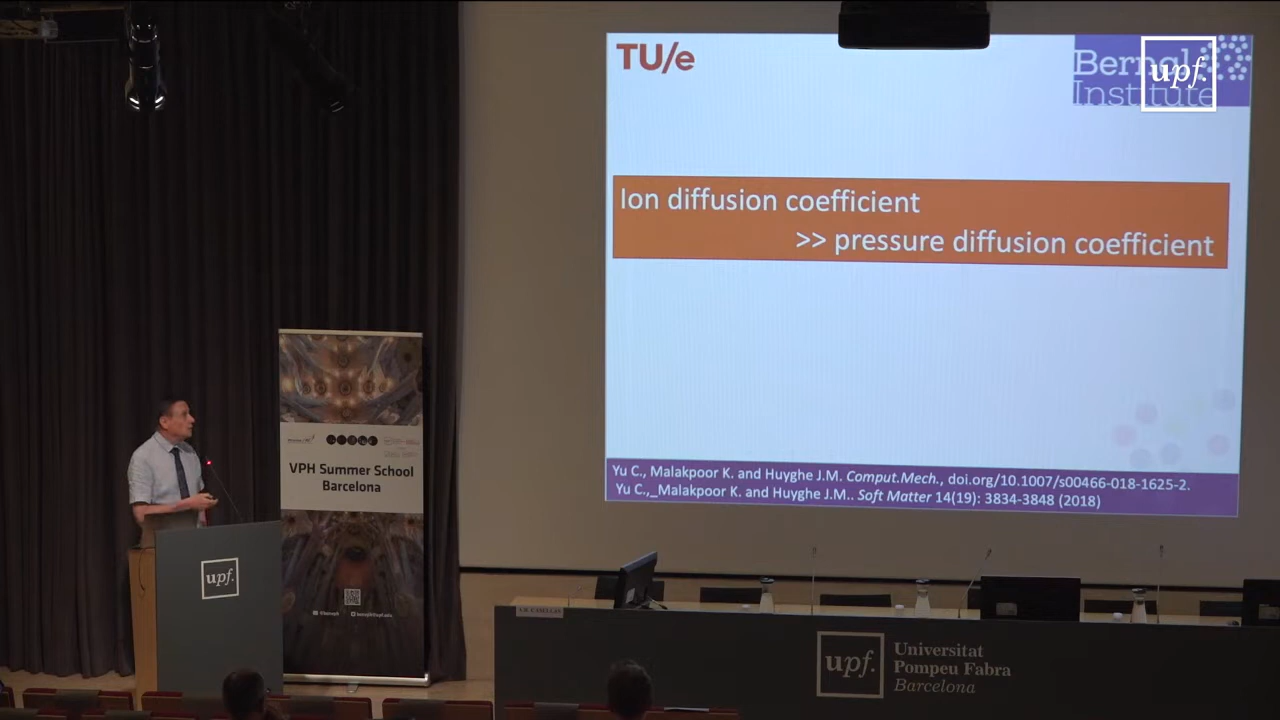 TU/e
Bernal
Institute
upf.
Ion diffusion coefficient
>> pressure diffusion coefficient
Yu C., Malakpoor K. and Huyghe J.M. Comput.Mech., doi.org/10.1007/s00466-018-1625-2.
Yu C.,_Malakpoor K. and Huyghe J.M.. Soft Matter 14(19): 3834-3848 (2018)
VPH Summer School
Barcelona
upf.
upf.
Universitat
Pompeu Fabra
Barcelona